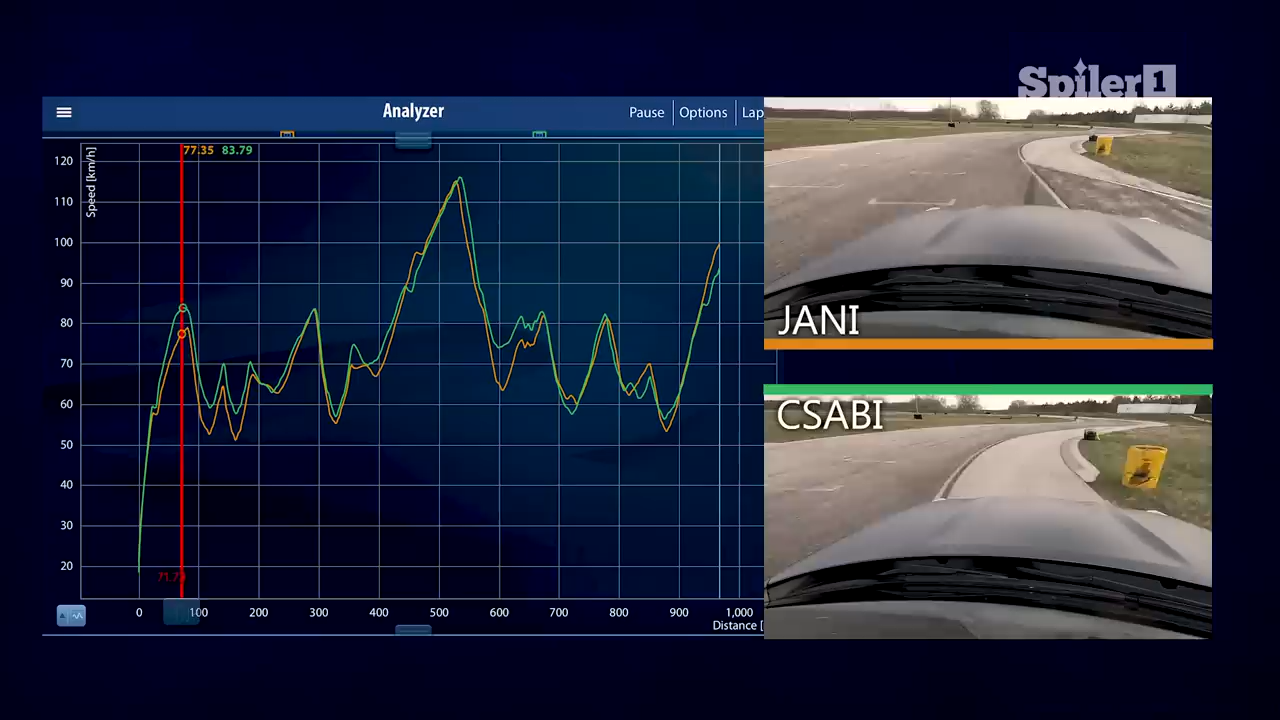 Spíler1
Analyzer
Pause
Options
Lap
77.35 83.79
Speed [km/h]
120
110
100
90
80
70
60
50
40
30
20
0
100
200
300
400
500
600
700
800
900
1,000
Distance [
JANI
CSABI